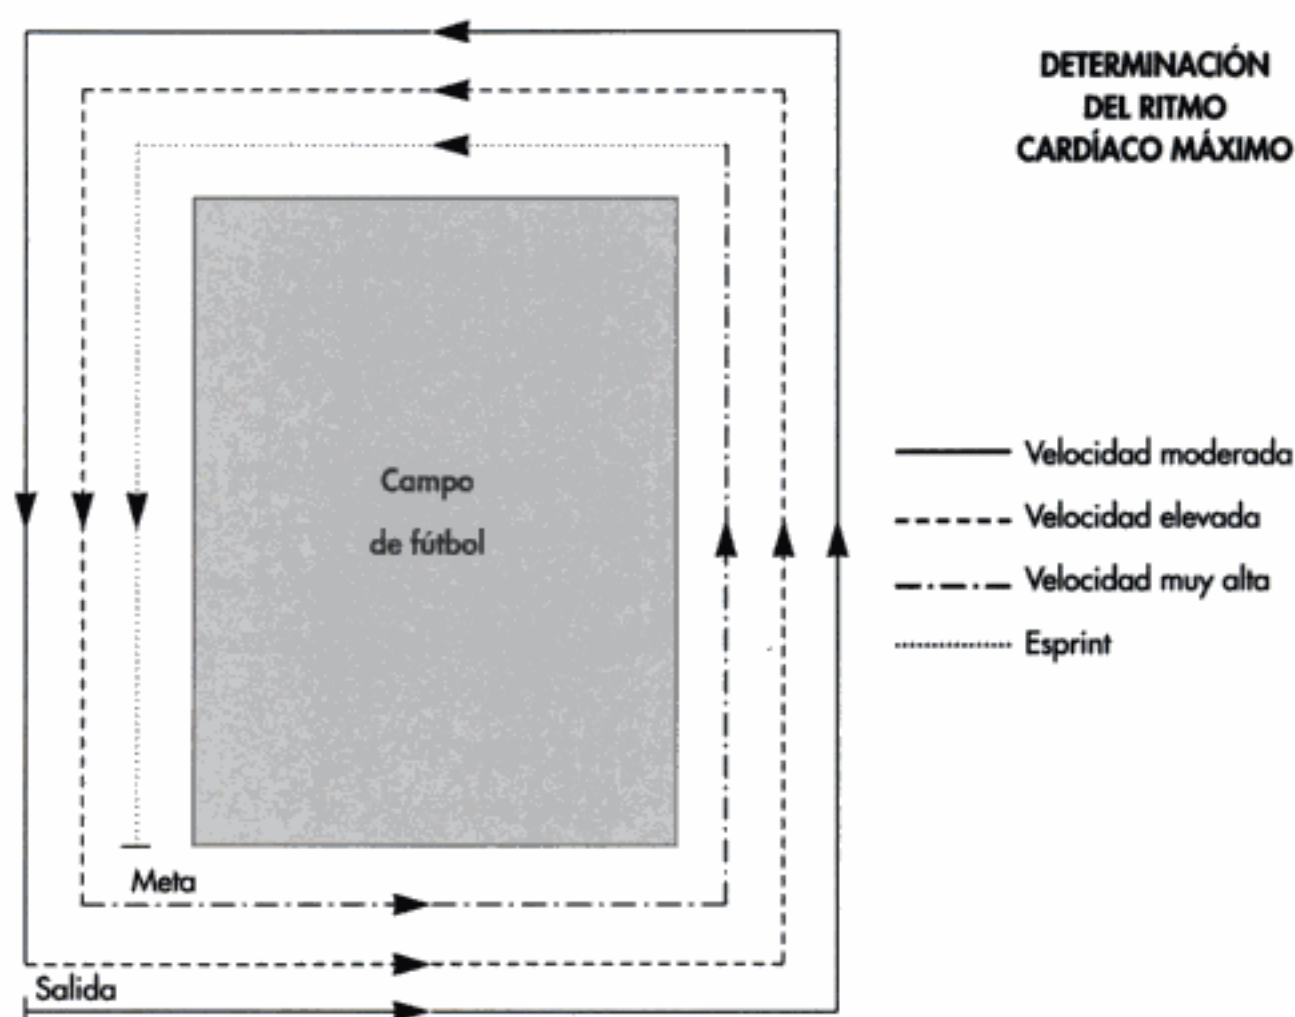 DETERMINACIÓN
DEL RITMO
CARDÍACO MÁXIMO
Campo
de fútbol
Velocidad moderada
Velocidad elevada
Velocidad muy alta
Esprint
Meta
Salida